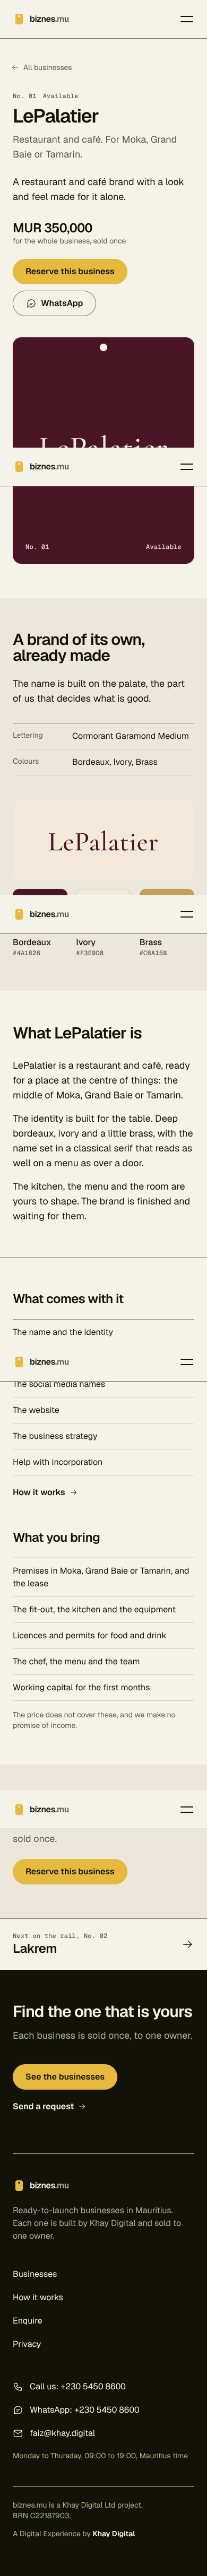 biznes.mu
← All businesses
No. 01 Available
LePalatier
Restaurant and café. For Moka, Grand
Baie or Tamarin.
A restaurant and café brand with a look
and feel made for it alone.
MUR 350,000
for the whole business, sold once
Reserve this business
WhatsApp
LePalatier
biznes.mu
No. 01 Available
A brand of its own,
already made
The name is built on the palate, the part
of us that decides what is good.
Lettering Cormorant Garamond Medium
Colours Bordeaux, Ivory, Brass
LePalatier
biznes.mu
Bordeaux Ivory Brass
#4A1626 #F3E9D8 #C6A15B
What LePalatier is
LePalatier is a restaurant and café, ready
for a place at the centre of things: the
middle of Moka, Grand Baie or Tamarin.
The identity is built for the table. Deep
bordeaux, ivory and a little brass, with the
name set in a classical serif that reads as
well on a menu as over a door.
The kitchen, the menu and the room are
yours to shape. The brand is finished and
waiting for them.
What comes with it
The name and the identity
biznes.mu
The social media names
The website
The business strategy
Help with incorporation
How it works →
What you bring
Premises in Moka, Grand Baie or Tamarin, and
the lease
The fit-out, the kitchen and the equipment
Licences and permits for food and drink
The chef, the menu and the team
Working capital for the first months
The price does not cover these, and we make no
promise of income.
biznes.mu
sold once.
Reserve this business
Next on the rail, No. 02
Lakrem →
Find the one that is yours
Each business is sold once, to one owner.
See the businesses
Send a request →
biznes.mu
Ready-to-launch businesses in Mauritius.
Each one is built by Khay Digital and sold to
one owner.
Businesses
How it works
Enquire
Privacy
Call us: +230 5450 8600
WhatsApp: +230 5450 8600
faiz@khay.digital
Monday to Thursday, 09:00 to 19:00, Mauritius time
biznes.mu is a Khay Digital Ltd project.
BRN C22187903.
A Digital Experience by Khay Digital